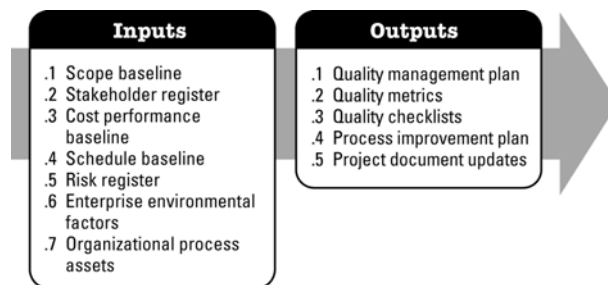 Inputs
.1 Scope baseline
.2 Stakeholder register
.3 Cost performance
baseline
.4 Schedule baseline
.5 Risk register
.6 Enterprise environmental
factors
.7 Organizational process
assets
Outputs
.1 Quality management plan
.2 Quality metrics
.3 Quality checklists
.4 Process improvement plan
.5 Project document updates